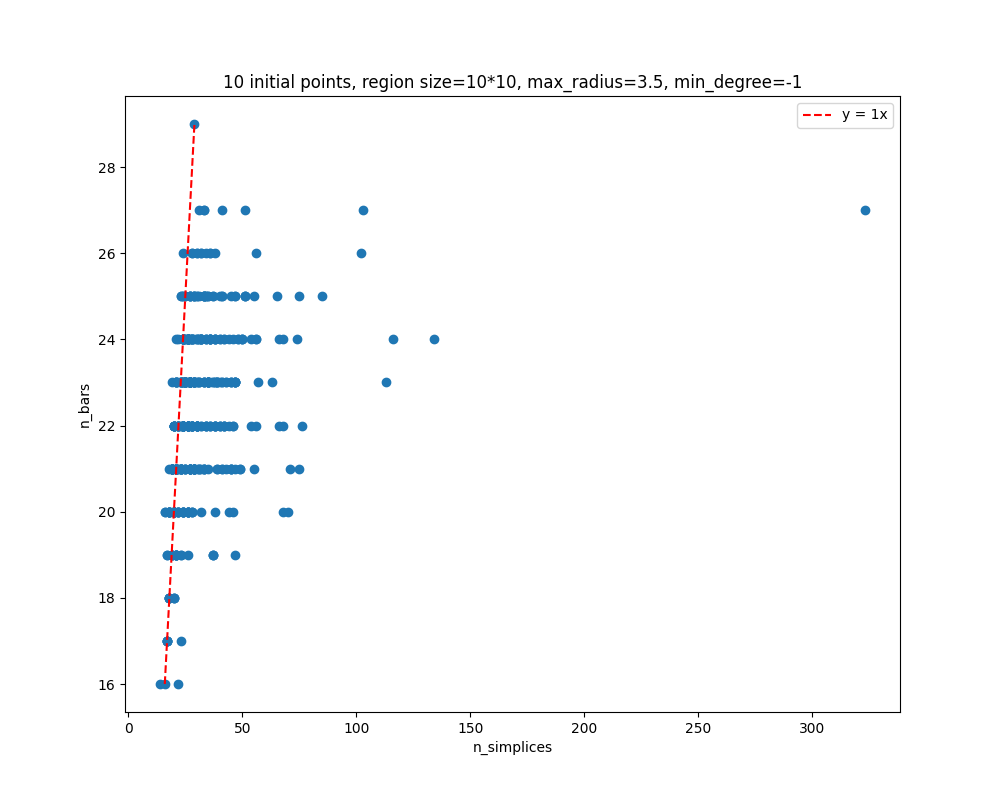 10 initial points, region size=10*10, max_radius=3.5, min_degree=-1
y = 1x
n_bars
28
26
24
22
20
18
16
0 50 100 150 200 250 300
n_simplices